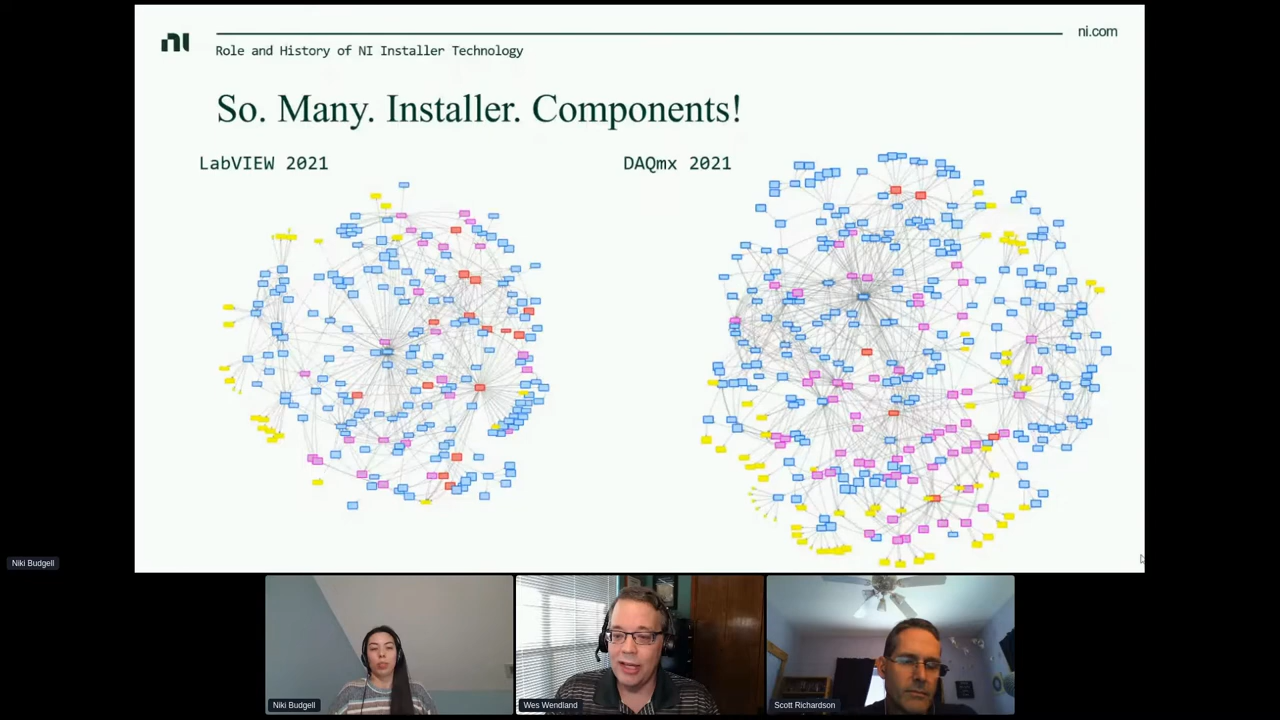 ni
ni.com
Role and History of NI Installer Technology
So. Many. Installer. Components!
LabVIEW 2021
DAQmx 2021
Niki Budgell
Niki Budgell
Wes Wendland
Scott Richardson